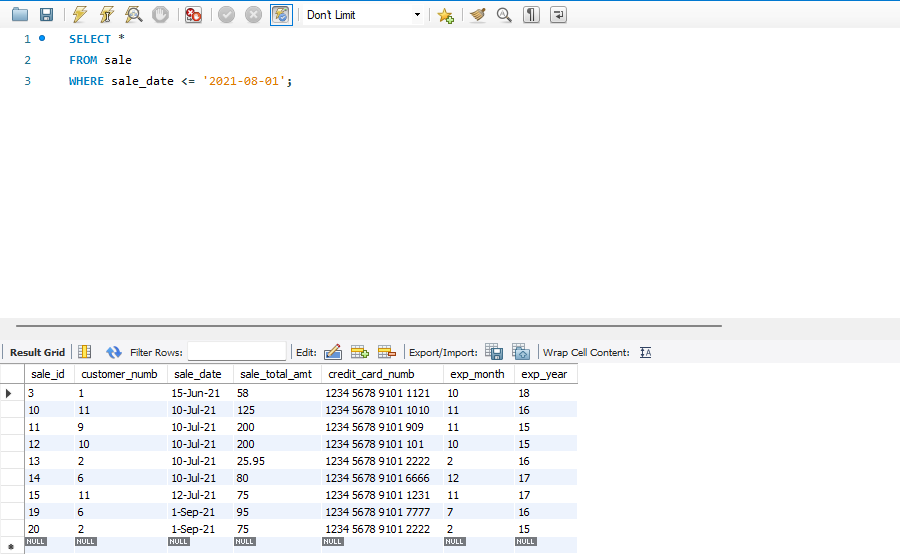 Don't Limit
1 SELECT *
2 FROM sale
3 WHERE sale_date <= '2021-08-01';
Result Grid Filter Rows: Edit: Export/Import: Wrap Cell Content:
sale_id customer_numb sale_date sale_total_amt credit_card_numb exp_month exp_year
3 1 15-Jun-21 58 1234 5678 9101 1121 10 18
10 11 10-Jul-21 125 1234 5678 9101 1010 11 16
11 9 10-Jul-21 200 1234 5678 9101 909 11 15
12 10 10-Jul-21 200 1234 5678 9101 101 10 15
13 2 10-Jul-21 25.95 1234 5678 9101 2222 2 16
14 6 10-Jul-21 80 1234 5678 9101 6666 12 17
15 11 12-Jul-21 75 1234 5678 9101 1231 11 17
19 6 1-Sep-21 95 1234 5678 9101 7777 7 16
20 2 1-Sep-21 75 1234 5678 9101 2222 2 15
NULL NULL NULL NULL NULL NULL NULL